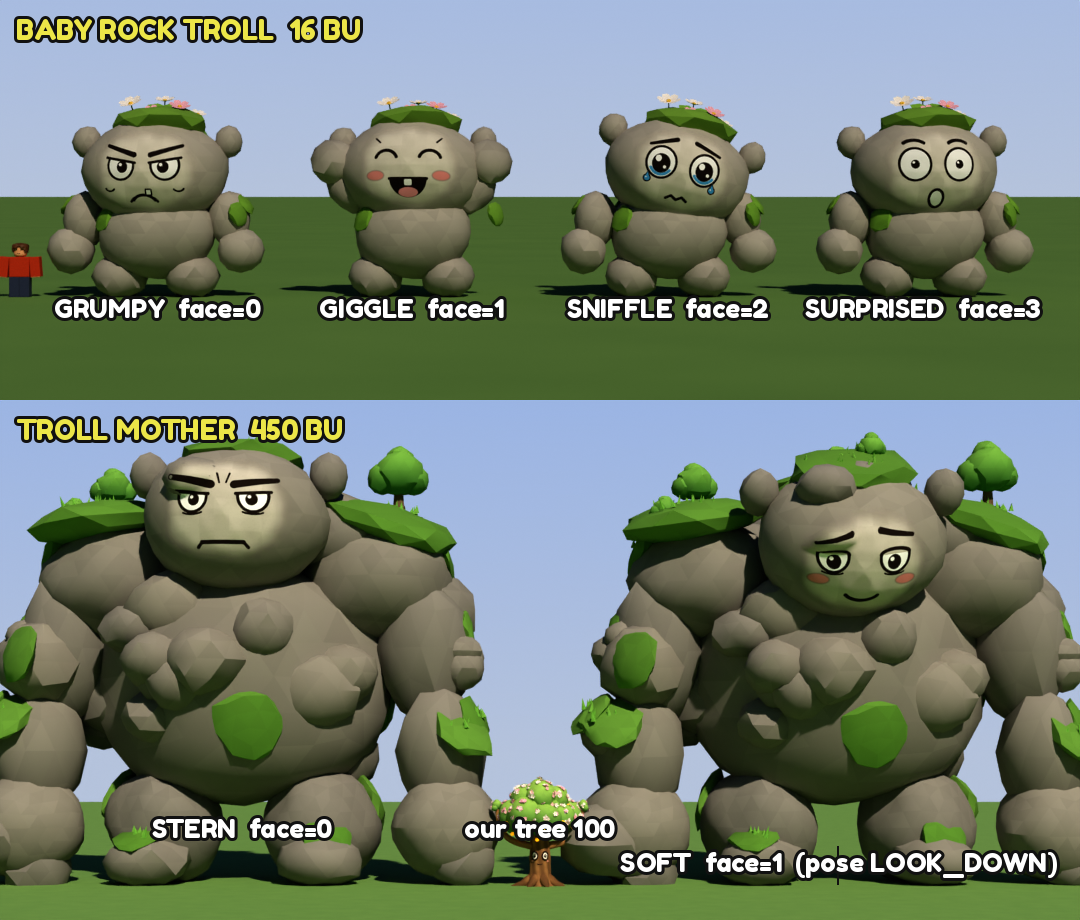 BABY ROCK TROLL 16 BU
GRUMPY face=0
GIGGLE face=1
SNIFFLE face=2
SURPRISED face=3
TROLL MOTHER 450 BU
STERN face=0
our tree 100
SOFT face=1 (pose LOOK_DOWN)